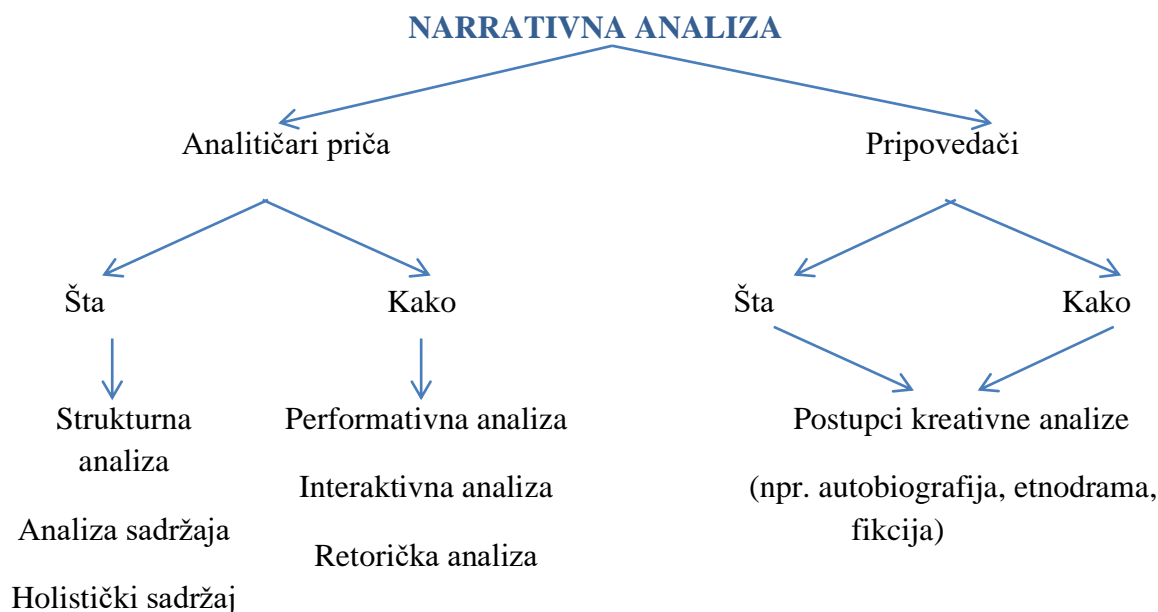 NARRATIVNA ANALIZA
Analitičari priča
Pripovedači
Šta
Kako
Šta
Kako
Strukturna
analiza
Analiza sadržaja
Holistički sadržaj
Performativna analiza
Interaktivna analiza
Retorička analiza
Postupci kreativne analize
(npr. autobiografija, etnodrama,
fikcija)